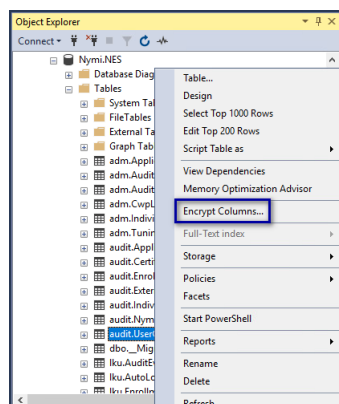 Object Explorer
Connect
Nymi.NES
Database Diag
Tables
System Tal
FileTables
External Ta
Graph Tab
adm.Appli
adm.Audit
adm.Audit
adm.CwpL
adm.Indivi
adm.Tunin
audit.Appl
audit.Certi
audit.Enrol
audit.Exter
audit.Indiv
audit.Nym
audit.User
dbo.__Mig
lku.AuditEv
lku.AutoLo
lku.Enrollm
Table...
Design
Select Top 1000 Rows
Edit Top 200 Rows
Script Table as
View Dependencies
Memory Optimization Advisor
Encrypt Columns...
Full-Text index
Storage
Policies
Facets
Start PowerShell
Reports
Rename
Delete
Refresh